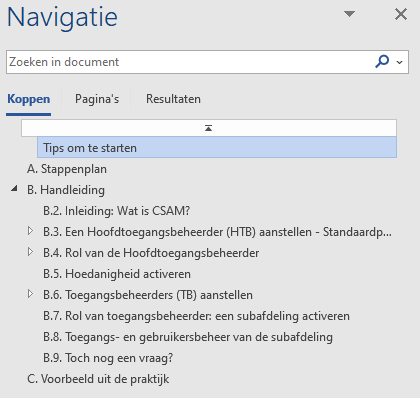 Navigatie
Zoeken in document
Koppen Pagina's Resultaten
Tips om te starten
A. Stappenplan
B. Handleiding
B.2. Inleiding: Wat is CSAM?
B.3. Een Hoofdtoegangsbeheerder (HTB) aanstellen - Standaardp...
B.4. Rol van de Hoofdtoegangsbeheerder
B.5. Hoedanigheid activeren
B.6. Toegangsbeheerders (TB) aanstellen
B.7. Rol van toegangsbeheerder: een subafdeling activeren
B.8. Toegangs- en gebruikersbeheer van de subafdeling
B.9. Toch nog een vraag?
C. Voorbeeld uit de praktijk